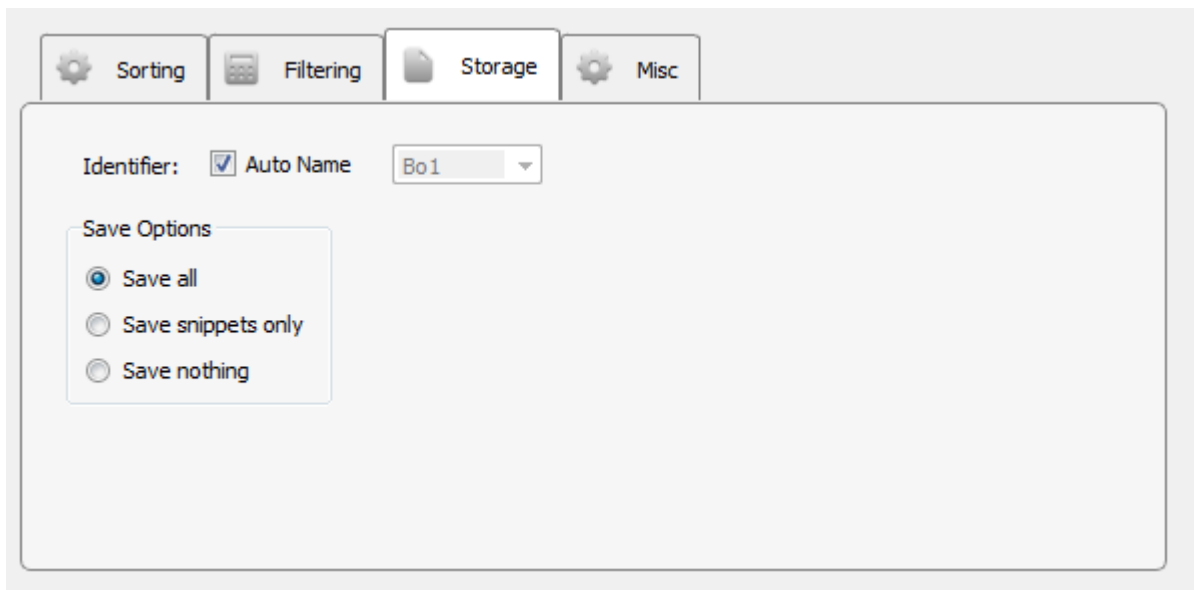 Sorting Filtering Storage Misc
Identifier: Auto Name Bo1
Save Options
Save all
Save snippets only
Save nothing